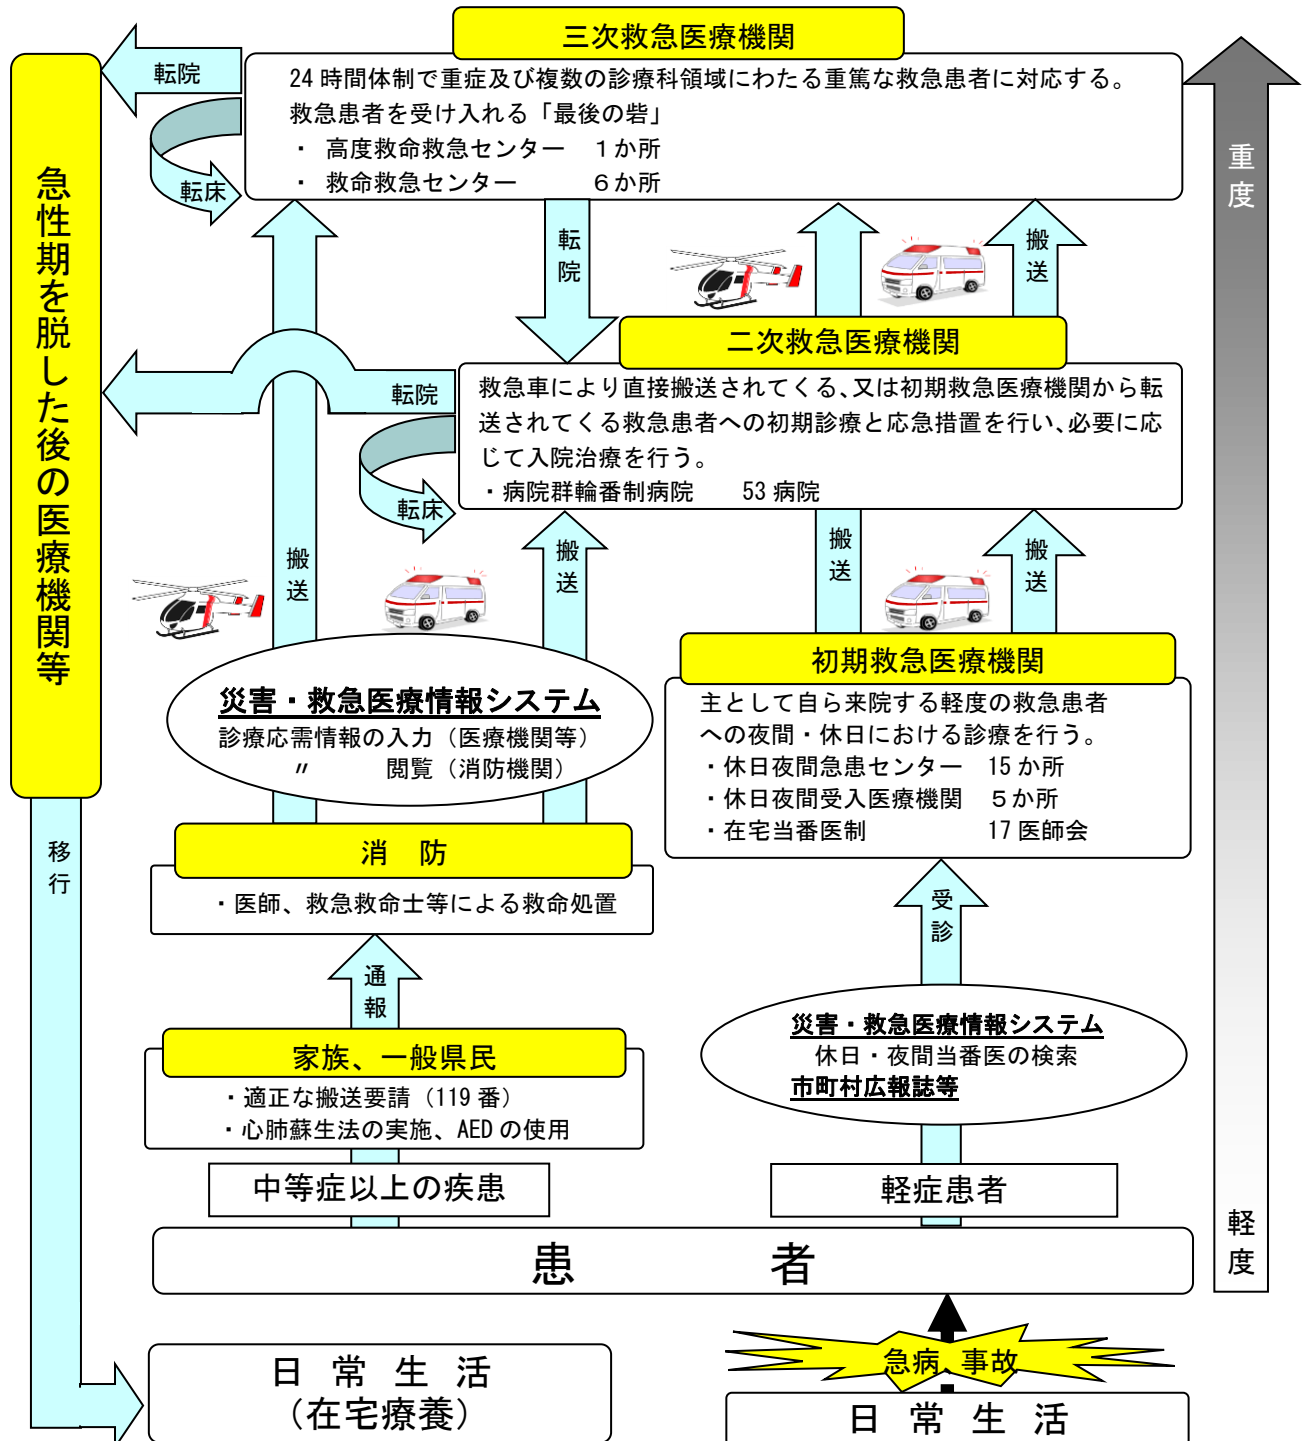 三次救急医療機関
24時間体制で重症及び複数の診療科領域にわたる重篤な救急患者に対応する。
救急患者を受け入れる「最後の砦」
・ 高度救命救急センター １か所
・ 救命救急センター ６か所
転院
転床
重度
急性期を脱した後の医療機関等
転院
搬送
二次救急医療機関
救急車により直接搬送されてくる、又は初期救急医療機関から転
送されてくる救急患者への初期診療と応急措置を行い、必要に応
じて入院治療を行う。
・病院群輪番制病院 53病院
転院
転床
搬送
搬送
搬送
搬送
初期救急医療機関
主として自ら来院する軽度の救急患者
への夜間・休日における診療を行う。
・休日夜間急患センター 15か所
・休日夜間受入医療機関 ５か所
・在宅当番医制 17医師会
災害・救急医療情報システム
診療応需情報の入力（医療機関等）
〃 閲覧（消防機関）
消 防
・医師、救急救命士等による救命処置
移行
受診
通報
家族、一般県民
・適正な搬送要請（119番）
・心肺蘇生法の実施、AEDの使用
災害・救急医療情報システム
休日・夜間当番医の検索
市町村広報誌等
中等症以上の疾患
軽症患者
軽度
患 者
急病 事故
日 常 生 活
（在宅療養）
日 常 生 活